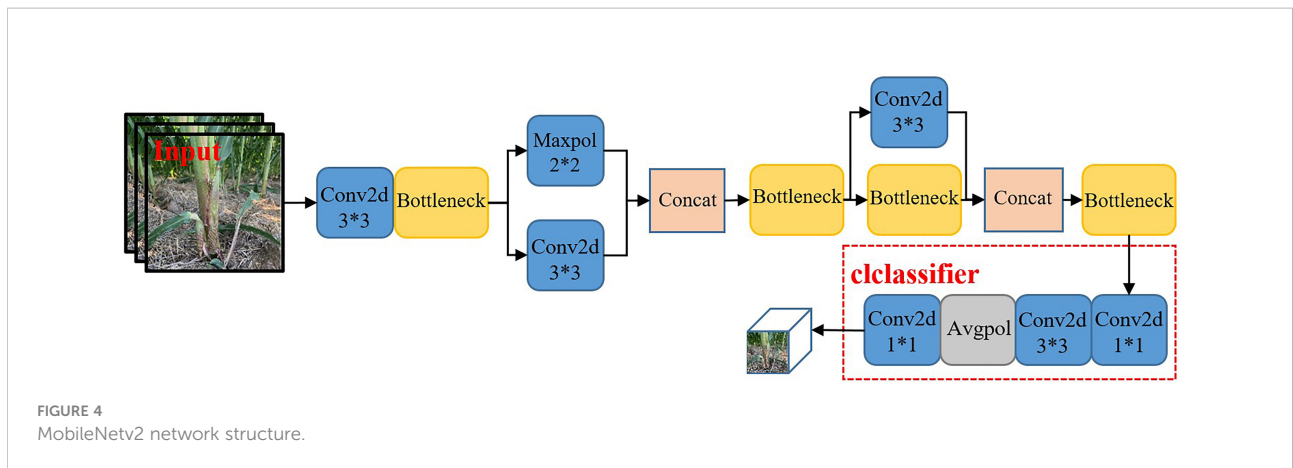 Input
Conv2d
3*3
Bottleneck
Maxpol
2*2
Conv2d
3*3
Concat
Bottleneck
Conv2d
3*3
Bottleneck
Concat
Bottleneck
clclassifier
Conv2d
1*1
Avgpol
Conv2d
3*3
Conv2d
1*1
FIGURE 4
MobileNetv2 network structure.